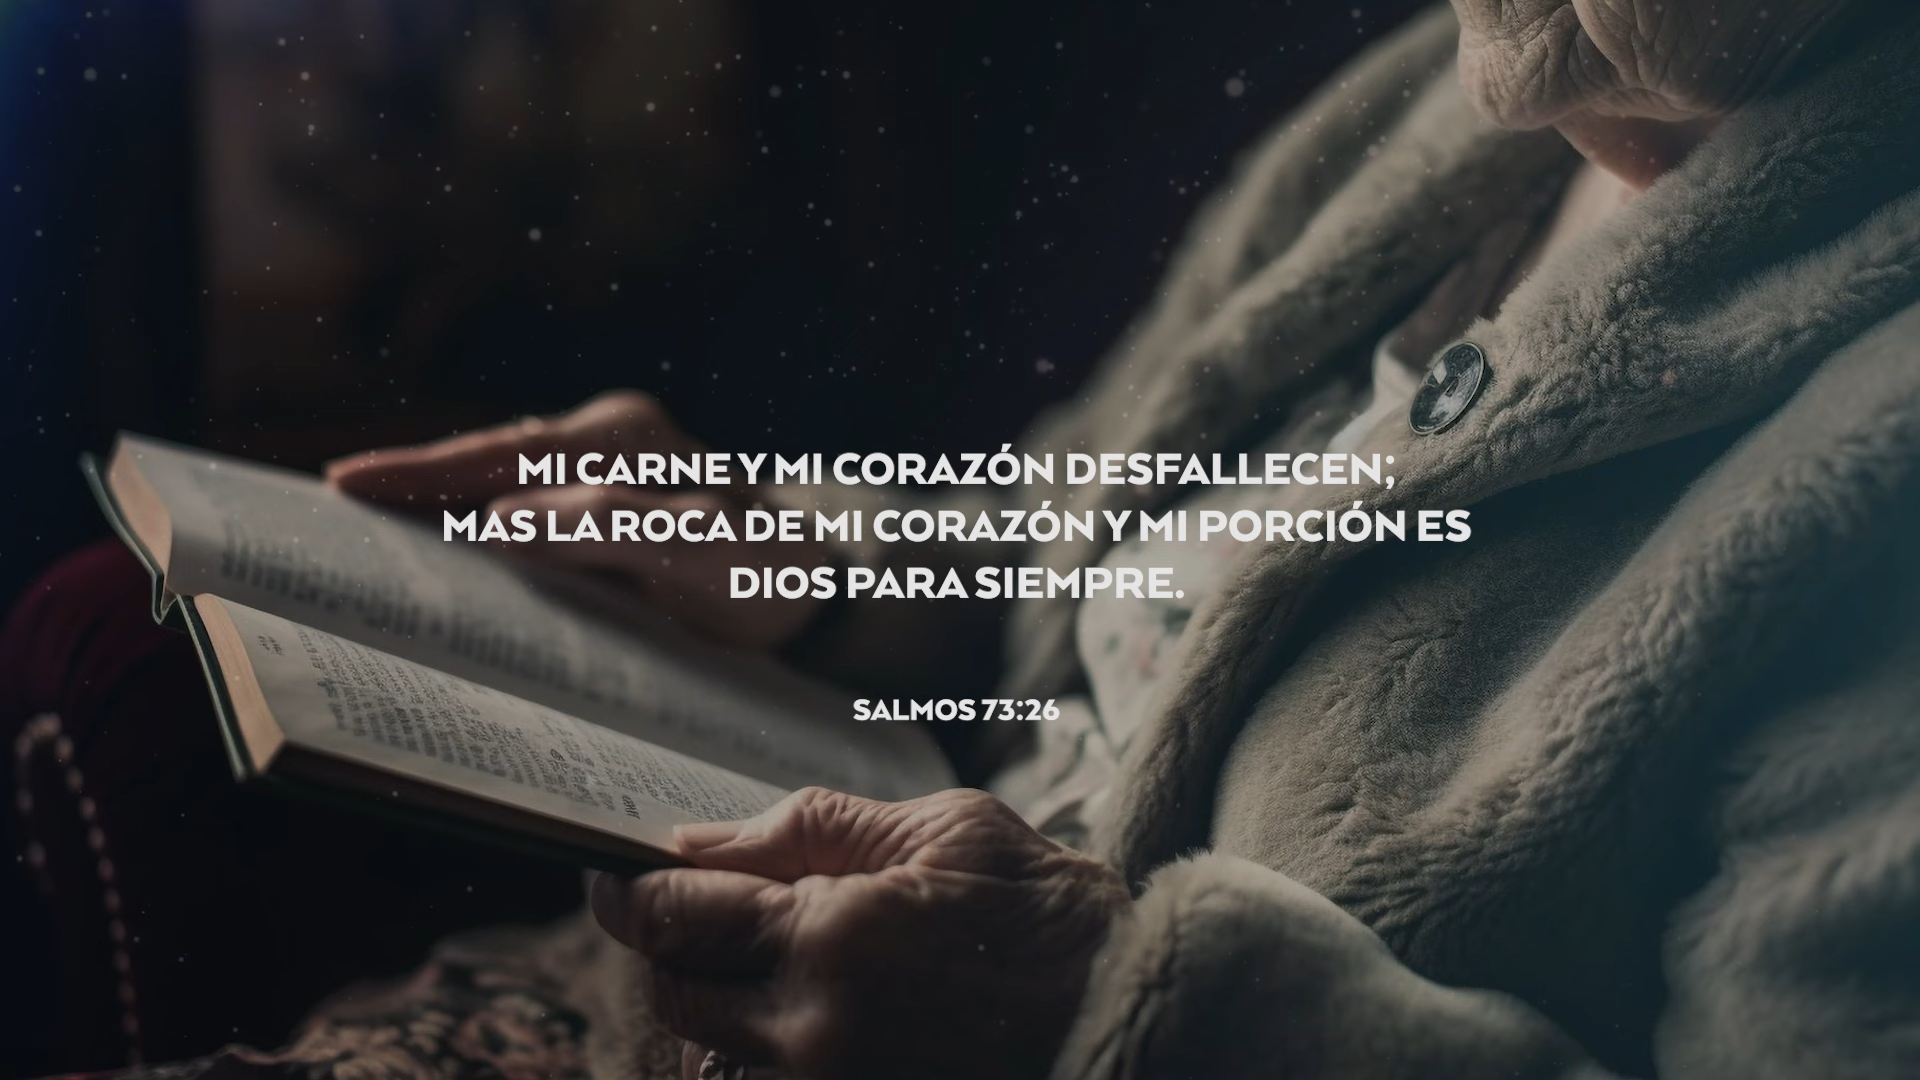 MI CARNE Y MI CORAZÓN DESFALLECEN;
MAS LA ROCA DE MI CORAZÓN Y MI PORCIÓN ES
DIOS PARA SIEMPRE.
SALMOS 73:26